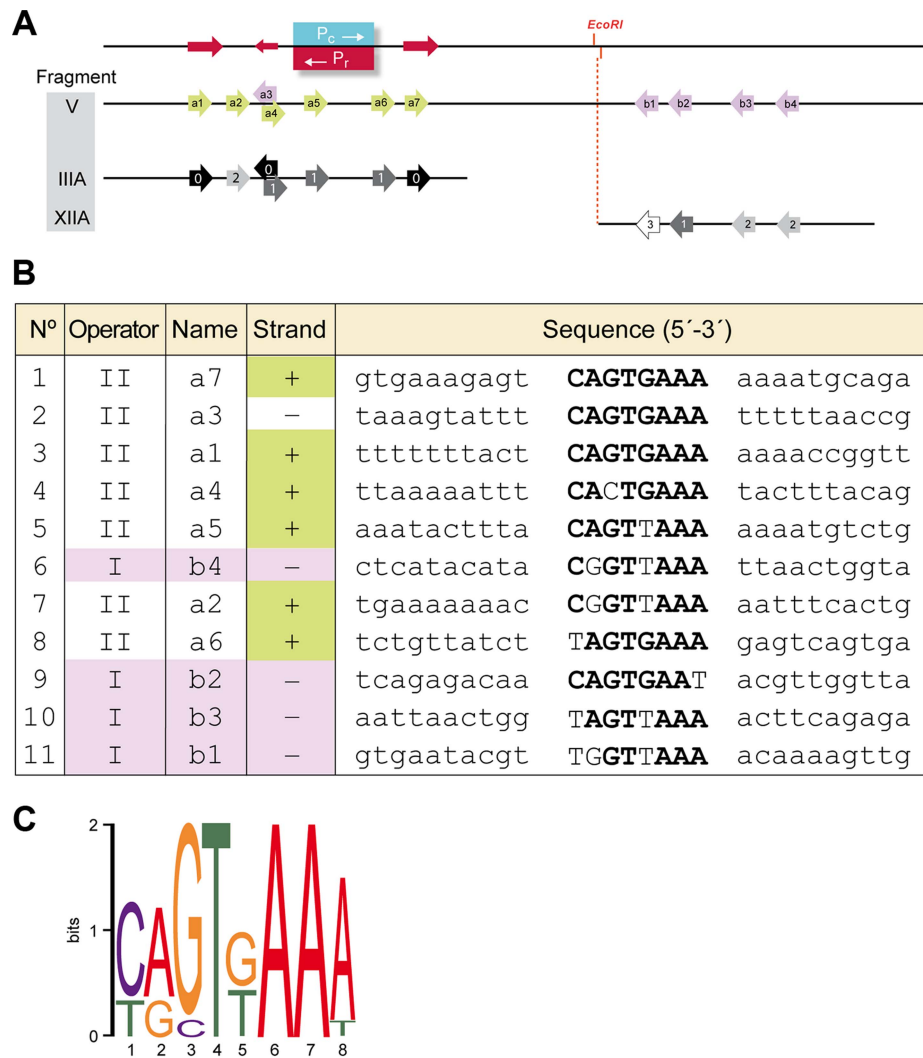 A
EcoRI
Pc
Pr
Fragment
V
a1 a2 a3 a4 a5 a6 a7 b1 b2 b3 b4
IIIA
0 2 0 1 1 1 0
XIIA
3 1 2 2
B
Nº Operator Name Strand Sequence (5´-3´)
1 II a7 + gtgaaagagt CAGTGAAA aaaatgcaga
2 II a3 – taaagtattt CAGTGAAA tttttaaccg
3 II a1 + tttttttact CAGTGAAA aaaaccggtt
4 II a4 + ttaaaaattt CACTGAAA tactttacag
5 II a5 + aaatacttta CAGTTAAA aaaatgtctg
6 I b4 – ctcatacata CGGTTAAA ttaactggta
7 II a2 + tgaaaaaaac CGGTTAAA aatttcactg
8 II a6 + tctgttatct TAGTGAAA gagtcagtga
9 I b2 – tcagagacaa CAGTGAAT acgttggtta
10 I b3 – aattaactgg TAGTTAAA acttcagaga
11 I b1 – gtgaatacgt TGGTTAAA acaaaagttg
C
2
bits
1
0
CAGTGAAA
TGCTT
1 2 3 4 5 6 7 8